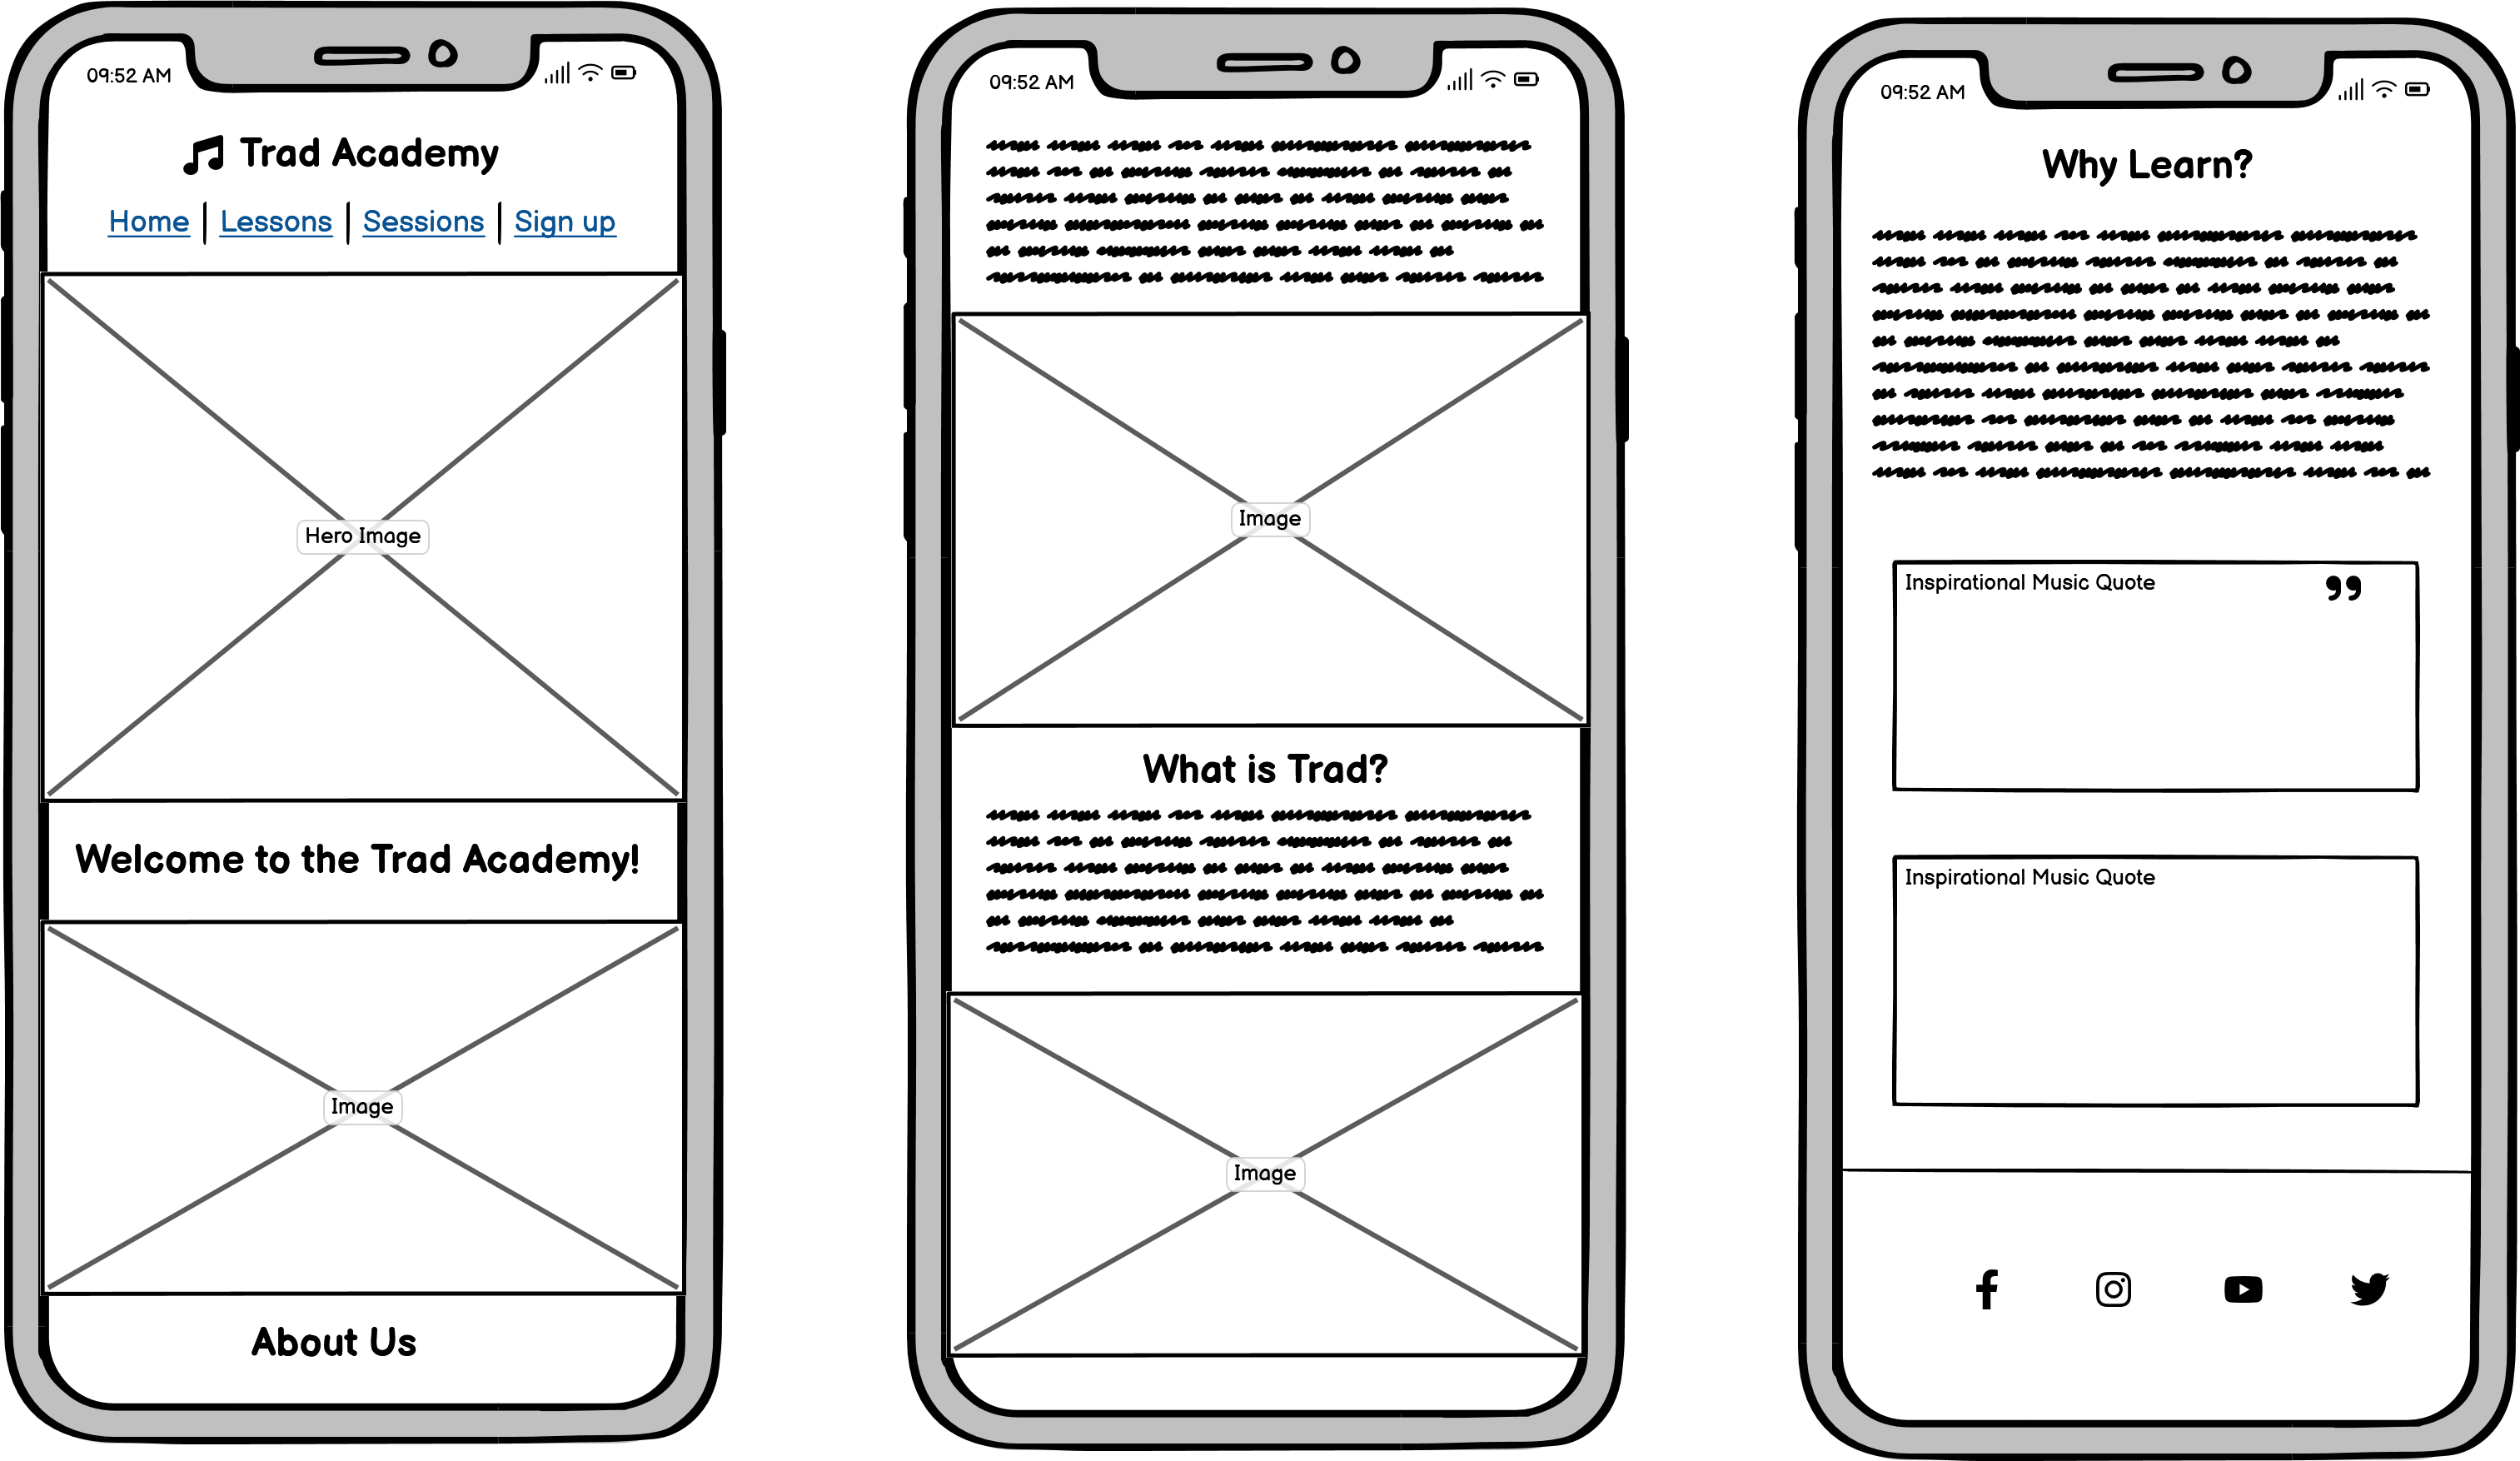 09:52 AM
Trad Academy
Home | Lessons | Sessions | Sign up
Hero Image
Welcome to the Trad Academy!
Image
About Us
09:52 AM
Image
What is Trad?
Image
09:52 AM
Why Learn?
Inspirational Music Quote
Inspirational Music Quote